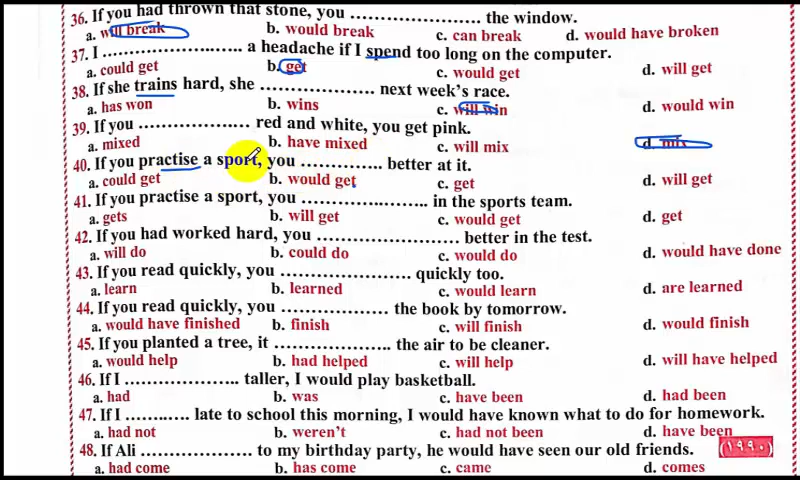 36. If you had thrown that stone, you ........................ the window.
a. will break b. would break c. can break d. would have broken
37. I ........................ a headache if I spend too long on the computer.
a. could get b. get c. would get d. will get
38. If she trains hard, she .................... next week's race.
a. has won b. wins c. will win d. would win
39. If you .................... red and white, you get pink.
a. mixed b. have mixed c. will mix d. mix
40. If you practise a sport, you .............. better at it.
a. could get b. would get c. get d. will get
41. If you practise a sport, you ........................ in the sports team.
a. gets b. will get c. would get d. get
42. If you had worked hard, you ........................ better in the test.
a. will do b. could do c. would do d. would have done
43. If you read quickly, you ........................ quickly too.
a. learn b. learned c. would learn d. are learned
44. If you read quickly, you .................... the book by tomorrow.
a. would have finished b. finish c. will finish d. would finish
45. If you planted a tree, it ........................ the air to be cleaner.
a. would help b. had helped c. will help d. will have helped
46. If I .................... taller, I would play basketball.
a. had b. was c. have been d. had been
47. If I ............ late to school this morning, I would have known what to do for homework.
a. had not b. weren't c. had not been d. have been
48. If Ali .................... to my birthday party, he would have seen our old friends.
a. had come b. has come c. came d. comes